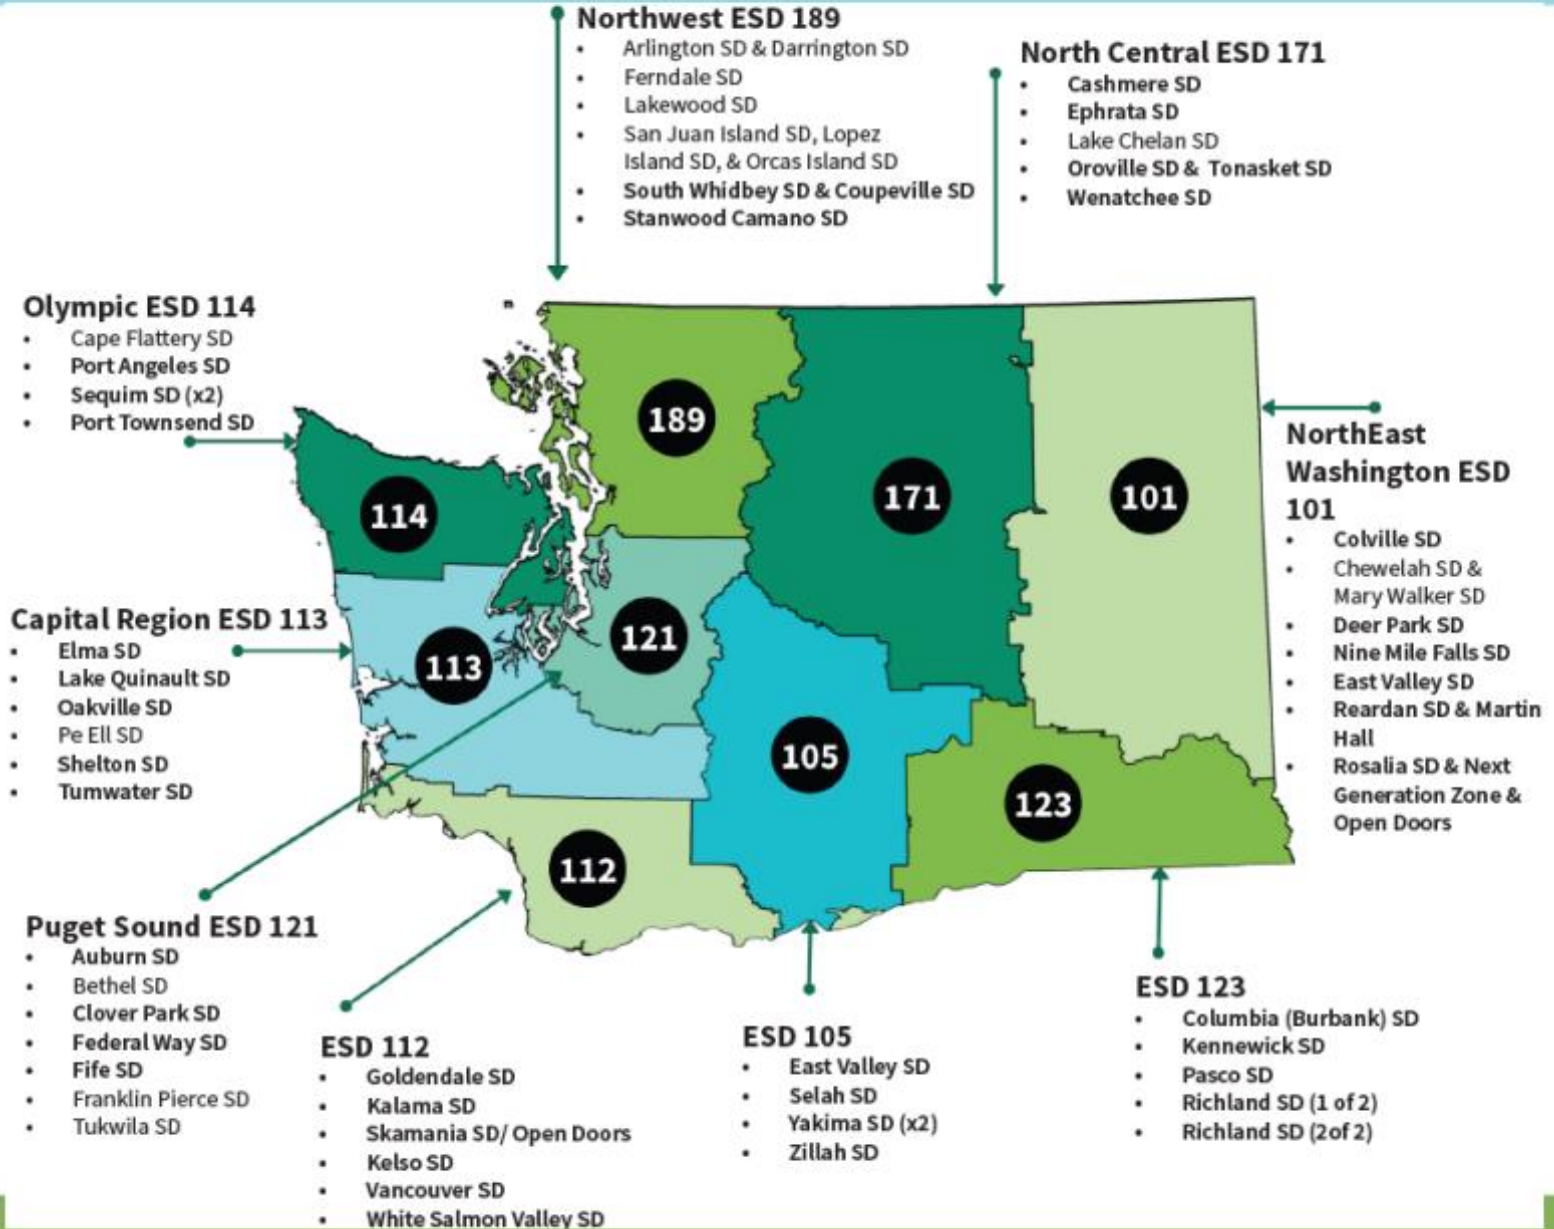 Northwest ESD 189
• Arlington SD & Darrington SD
• Ferndale SD
• Lakewood SD
• San Juan Island SD, Lopez
Island SD, & Orcas Island SD
• South Whidbey SD & Coupeville SD
• Stanwood Camano SD
North Central ESD 171
• Cashmere SD
• Ephrata SD
• Lake Chelan SD
• Oroville SD & Tonasket SD
• Wenatchee SD
Olympic ESD 114
• Cape Flattery SD
• Port Angeles SD
• Sequim SD (x2)
• Port Townsend SD
189
114
171
101
113
121
105
123
112
NorthEast
Washington ESD
101
• Colville SD
• Chewelah SD &
Mary Walker SD
• Deer Park SD
• Nine Mile Falls SD
• East Valley SD
• Reardan SD & Martin
Hall
• Rosalia SD & Next
Generation Zone &
Open Doors
Capital Region ESD 113
• Elma SD
• Lake Quinault SD
• Oakville SD
• Pe Ell SD
• Shelton SD
• Tumwater SD
Puget Sound ESD 121
• Auburn SD
• Bethel SD
• Clover Park SD
• Federal Way SD
• Fife SD
• Franklin Pierce SD
• Tukwila SD
ESD 112
• Goldendale SD
• Kalama SD
• Skamania SD/ Open Doors
• Kelso SD
• Vancouver SD
• White Salmon Valley SD
ESD 105
• East Valley SD
• Selah SD
• Yakima SD (x2)
• Zillah SD
ESD 123
• Columbia (Burbank) SD
• Kennewick SD
• Pasco SD
• Richland SD (1 of 2)
• Richland SD (2of 2)